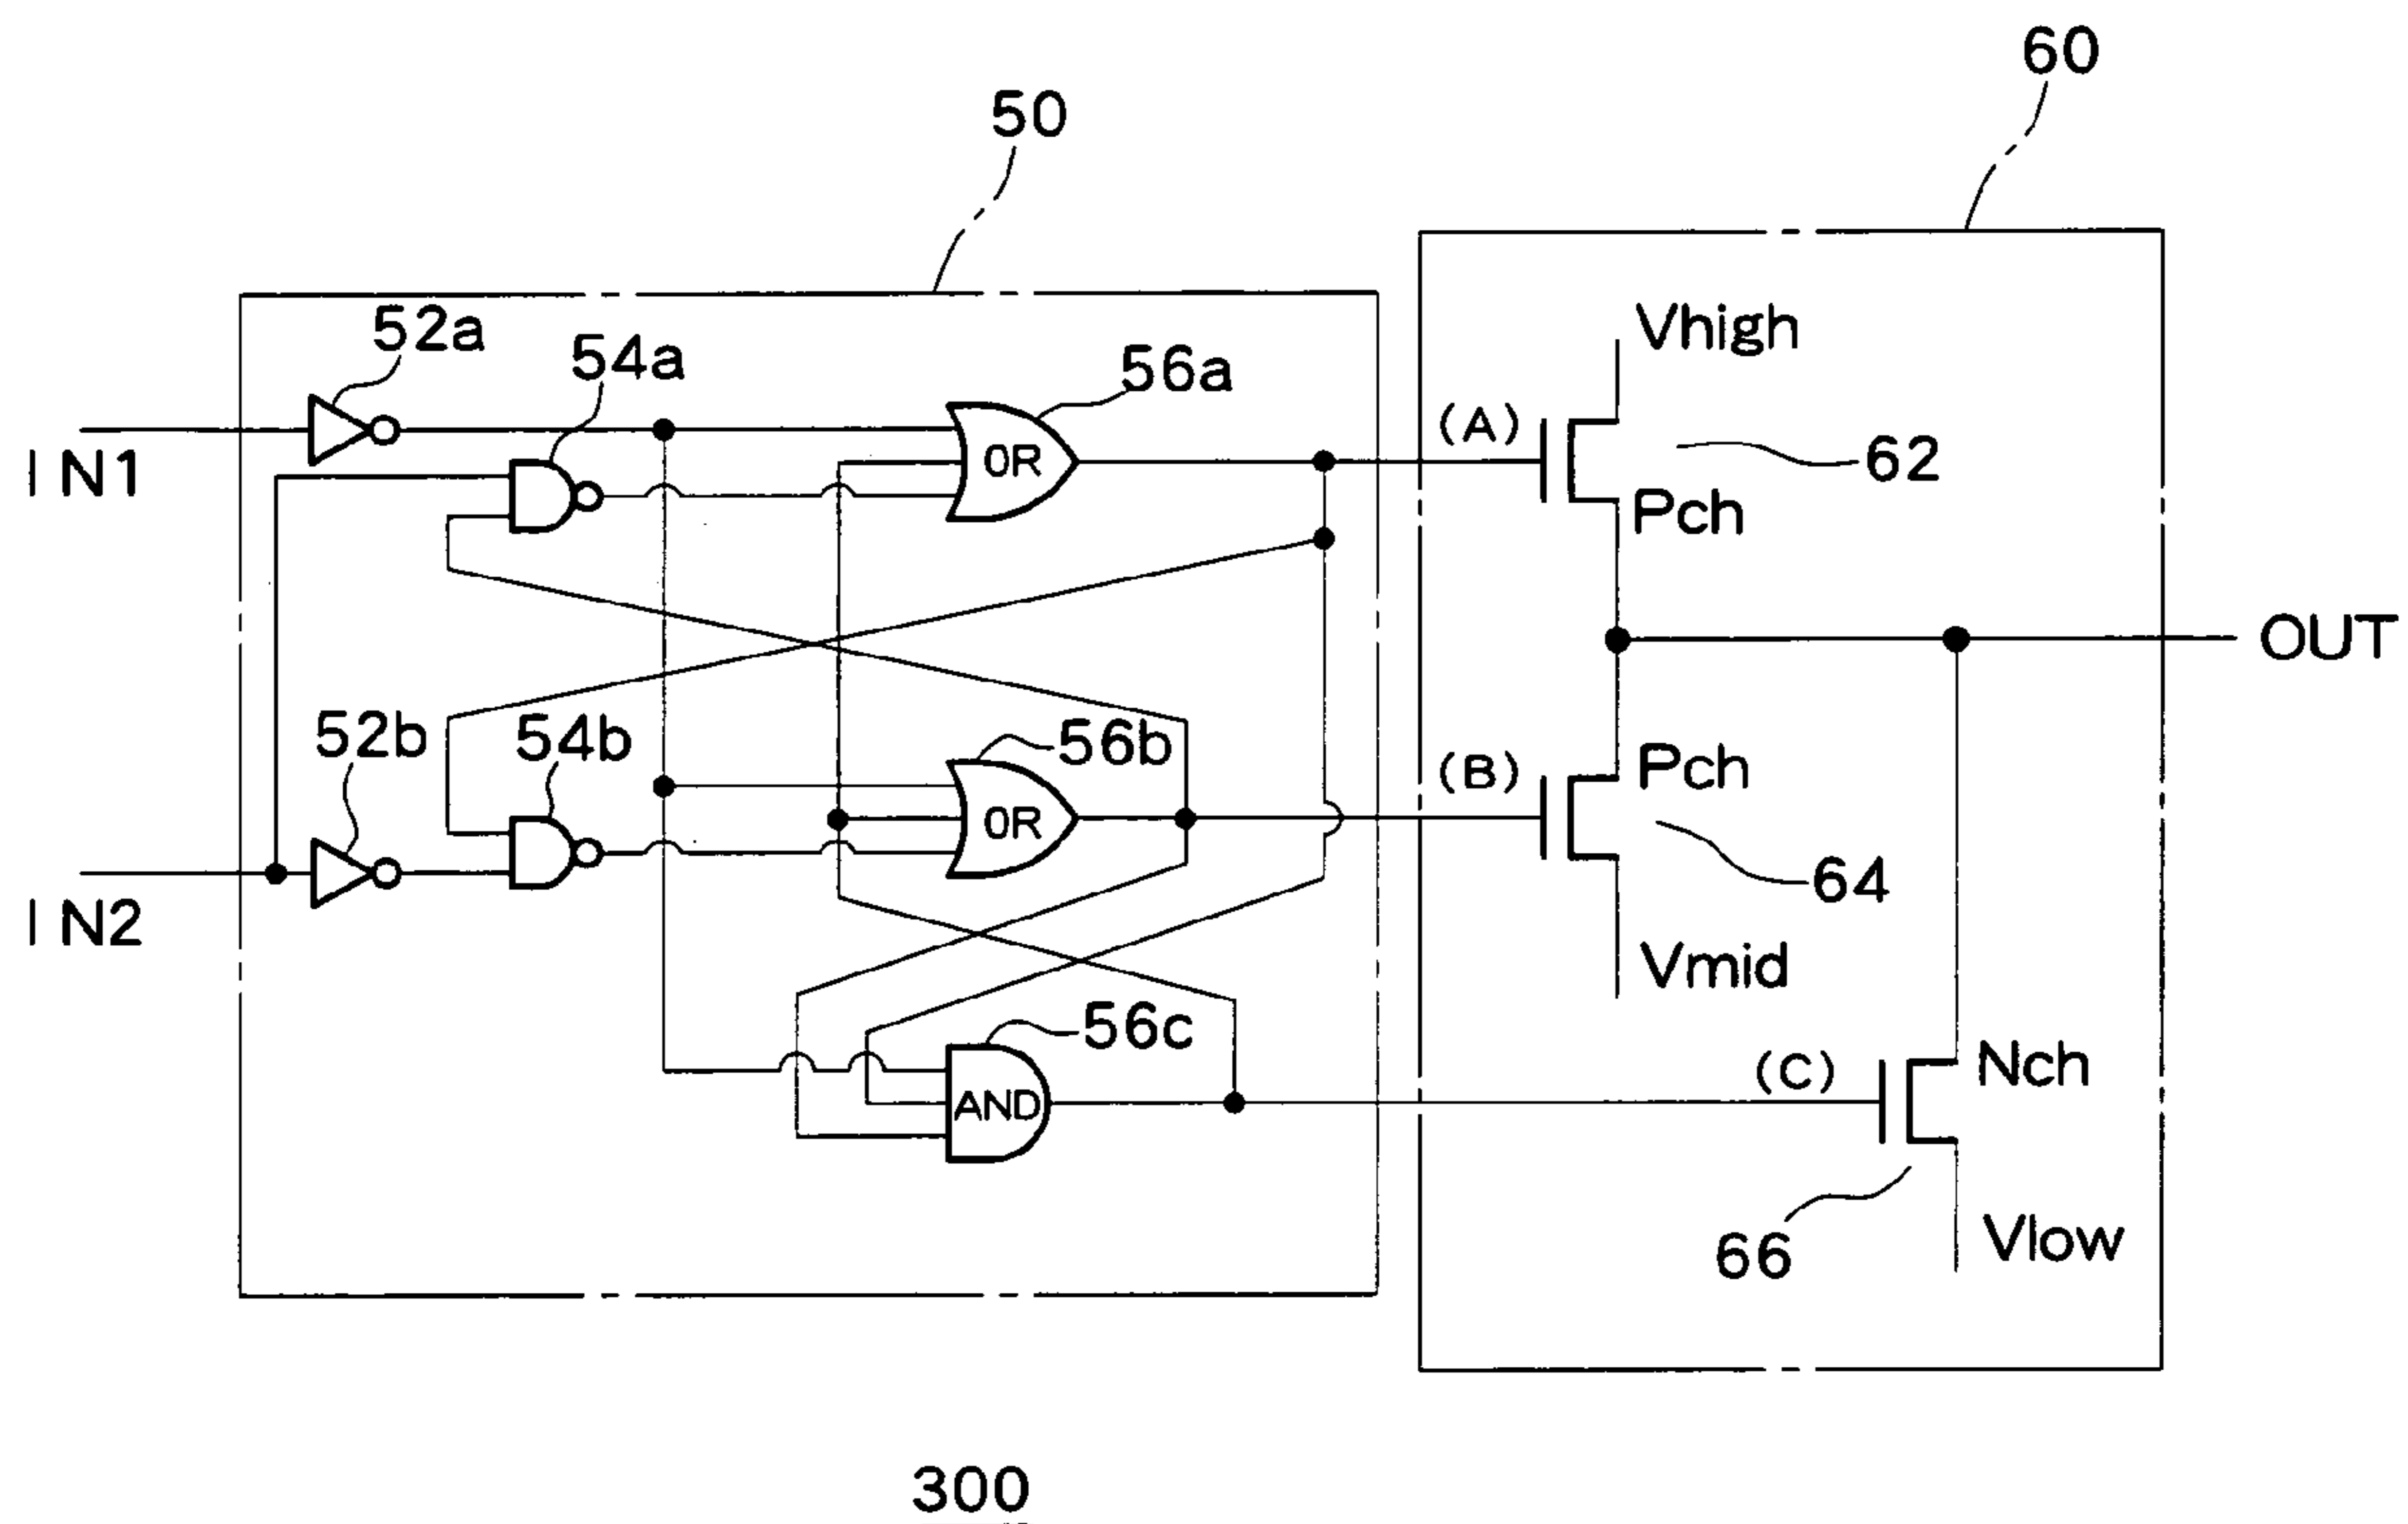 60
50
Vhigh
52a
54a
56a
(A)
62
IN1
OR
Pch
OUT
52b
54b
56b
(B)
Pch
OR
64
IN2
Vmid
56c
(C)
Nch
AND
Vlow
66
300